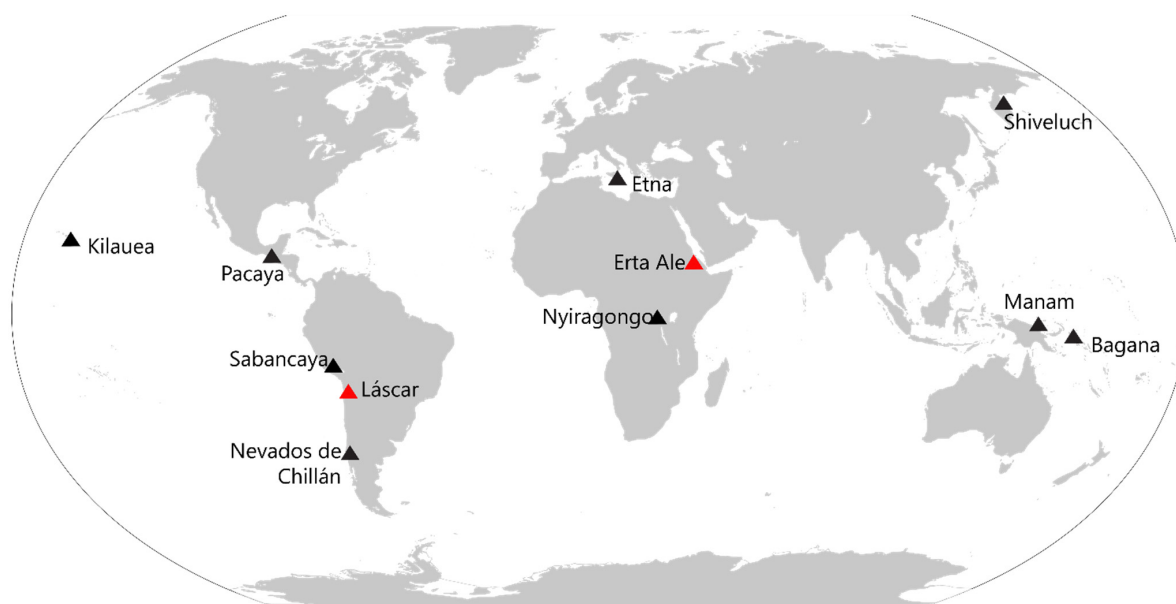 Shiveluch
Etna
Kilauea
Erta Ale
Pacaya
Manam
Nyiragongo
Bagana
Sabancaya
Láscar
Nevados de
Chillán